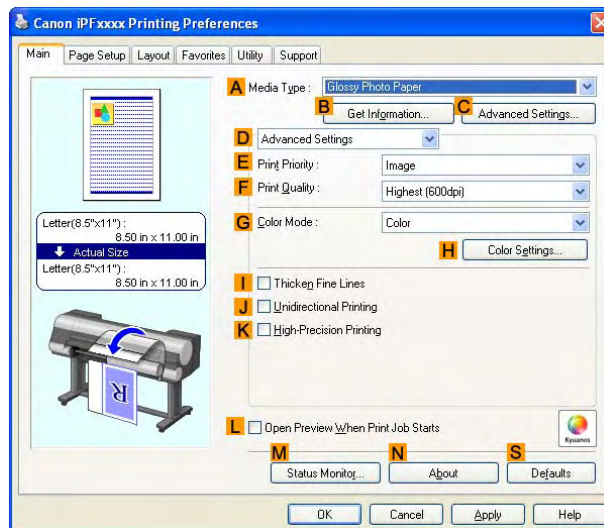 Canon iPFxxxx Printing Preferences
Main Page Setup Layout Favorites Utility Support
A Media Type : Glossy Photo Paper
B Get Information... C Advanced Settings...
D Advanced Settings
E Print Priority : Image
F Print Quality : Highest (600dpi)
G Color Mode : Color
H Color Settings...
Letter(8.5"x11") :
8.50 in x 11.00 in
Actual Size
Letter(8.5"x11") :
8.50 in x 11.00 in
I Thicken Fine Lines
J Unidirectional Printing
K High-Precision Printing
R
L Open Preview When Print Job Starts
Kyuanos
M Status Monitor... N About S Defaults
OK Cancel Apply Help